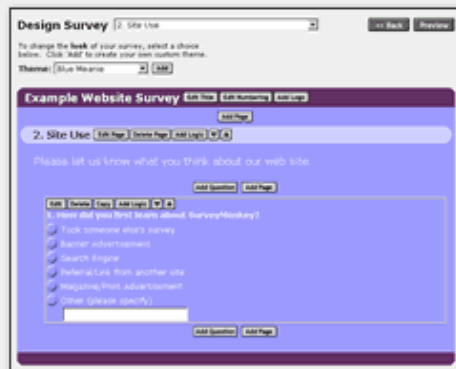 Design Survey 2. Site Use << Back Preview
To change the look of your survey, select a choice
below. Click 'Add' to create your own custom theme.
Theme: Blue Meanie Add
Example Website Survey Edit Title Edit Numbering Add Logo
Add Page
2. Site Use Edit Page Delete Page Add Logic
Please let us know what you think about our web site.
Add Question Add Page
Edit Delete Copy Add Logic
1. How did you first learn about SurveyMonkey?
Took someone else's survey
Banner Advertisement
Search Engine
Referral/Link from another site
Magazine/Print Advertisement
Other (please specify)
Add Question Add Page